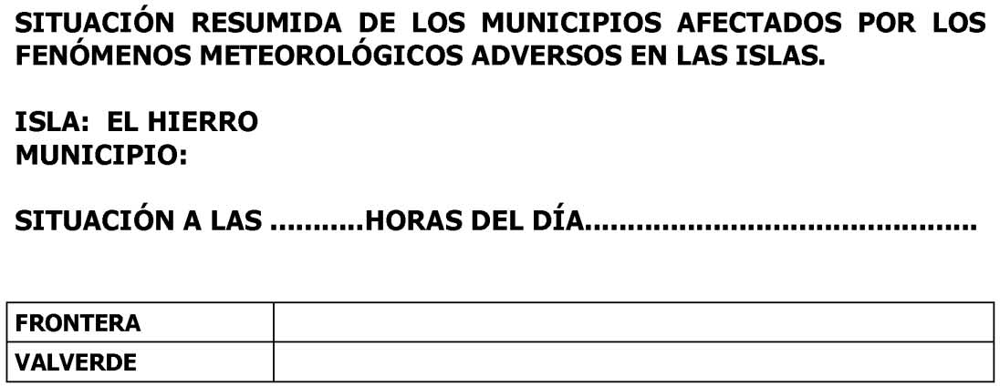 SITUACIÓN RESUMIDA DE LOS MUNICIPIOS AFECTADOS POR LOS
FENÓMENOS METEOROLÓGICOS ADVERSOS EN LAS ISLAS.
ISLA: EL HIERRO
MUNICIPIO:
SITUACIÓN A LAS ...........HORAS DEL DÍA..............................................
FRONTERA
VALVERDE